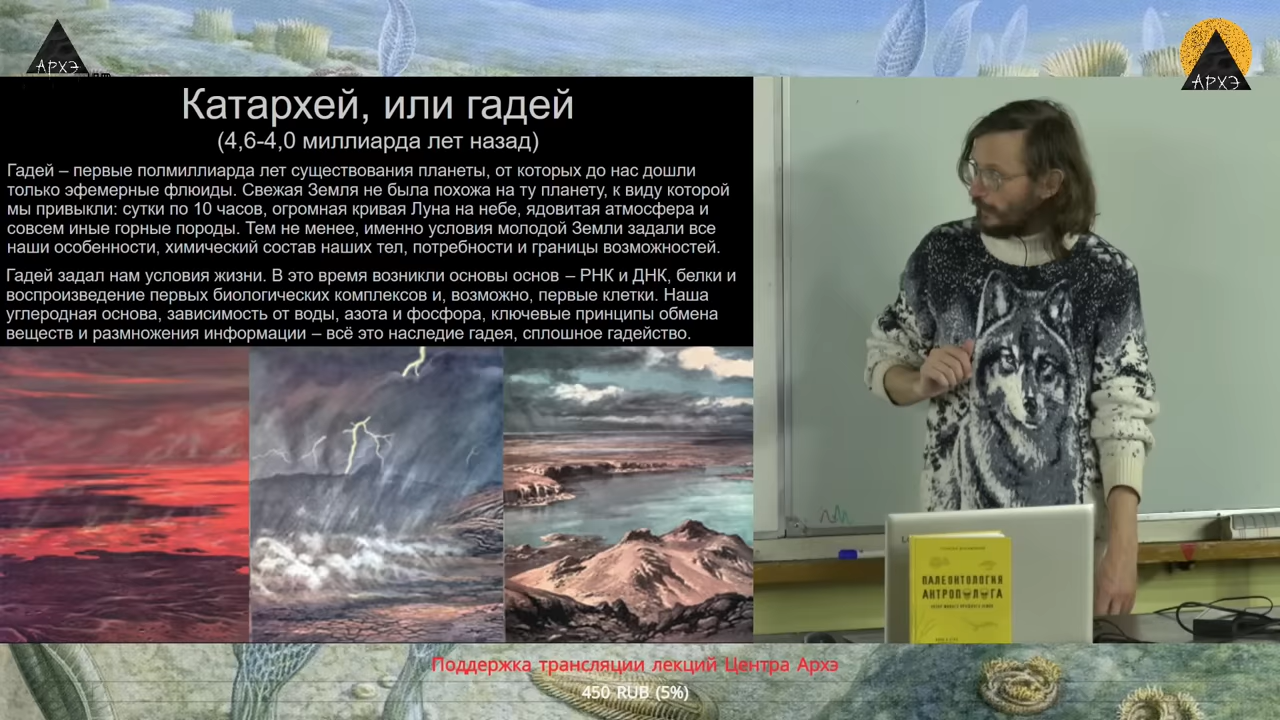 АРХЭ
АРХЭ
Катархей, или гадей
(4,6-4,0 миллиарда лет назад)
Гадей – первые полмиллиарда лет существования планеты, от которых до нас дошли
только эфемерные флюиды. Свежая Земля не была похожа на ту планету, к виду которой
мы привыкли: сутки по 10 часов, огромная кривая Луна на небе, ядовитая атмосфера и
совсем иные горные породы. Тем не менее, именно условия молодой Земли задали все
наши особенности, химический состав наших тел, потребности и границы возможностей.
Гадей задал нам условия жизни. В это время возникли основы основ – РНК и ДНК, белки и
воспроизведение первых биологических комплексов и, возможно, первые клетки. Наша
углеродная основа, зависимость от воды, азота и фосфора, ключевые принципы обмена
веществ и размножения информации – всё это наследие гадея, сплошное гадейство.
ПАЛЕОНТОЛОГИЯ
АНТРОПОЛОГА
Поддержка трансляции лекций Центра Архэ
450 RUB (5%)